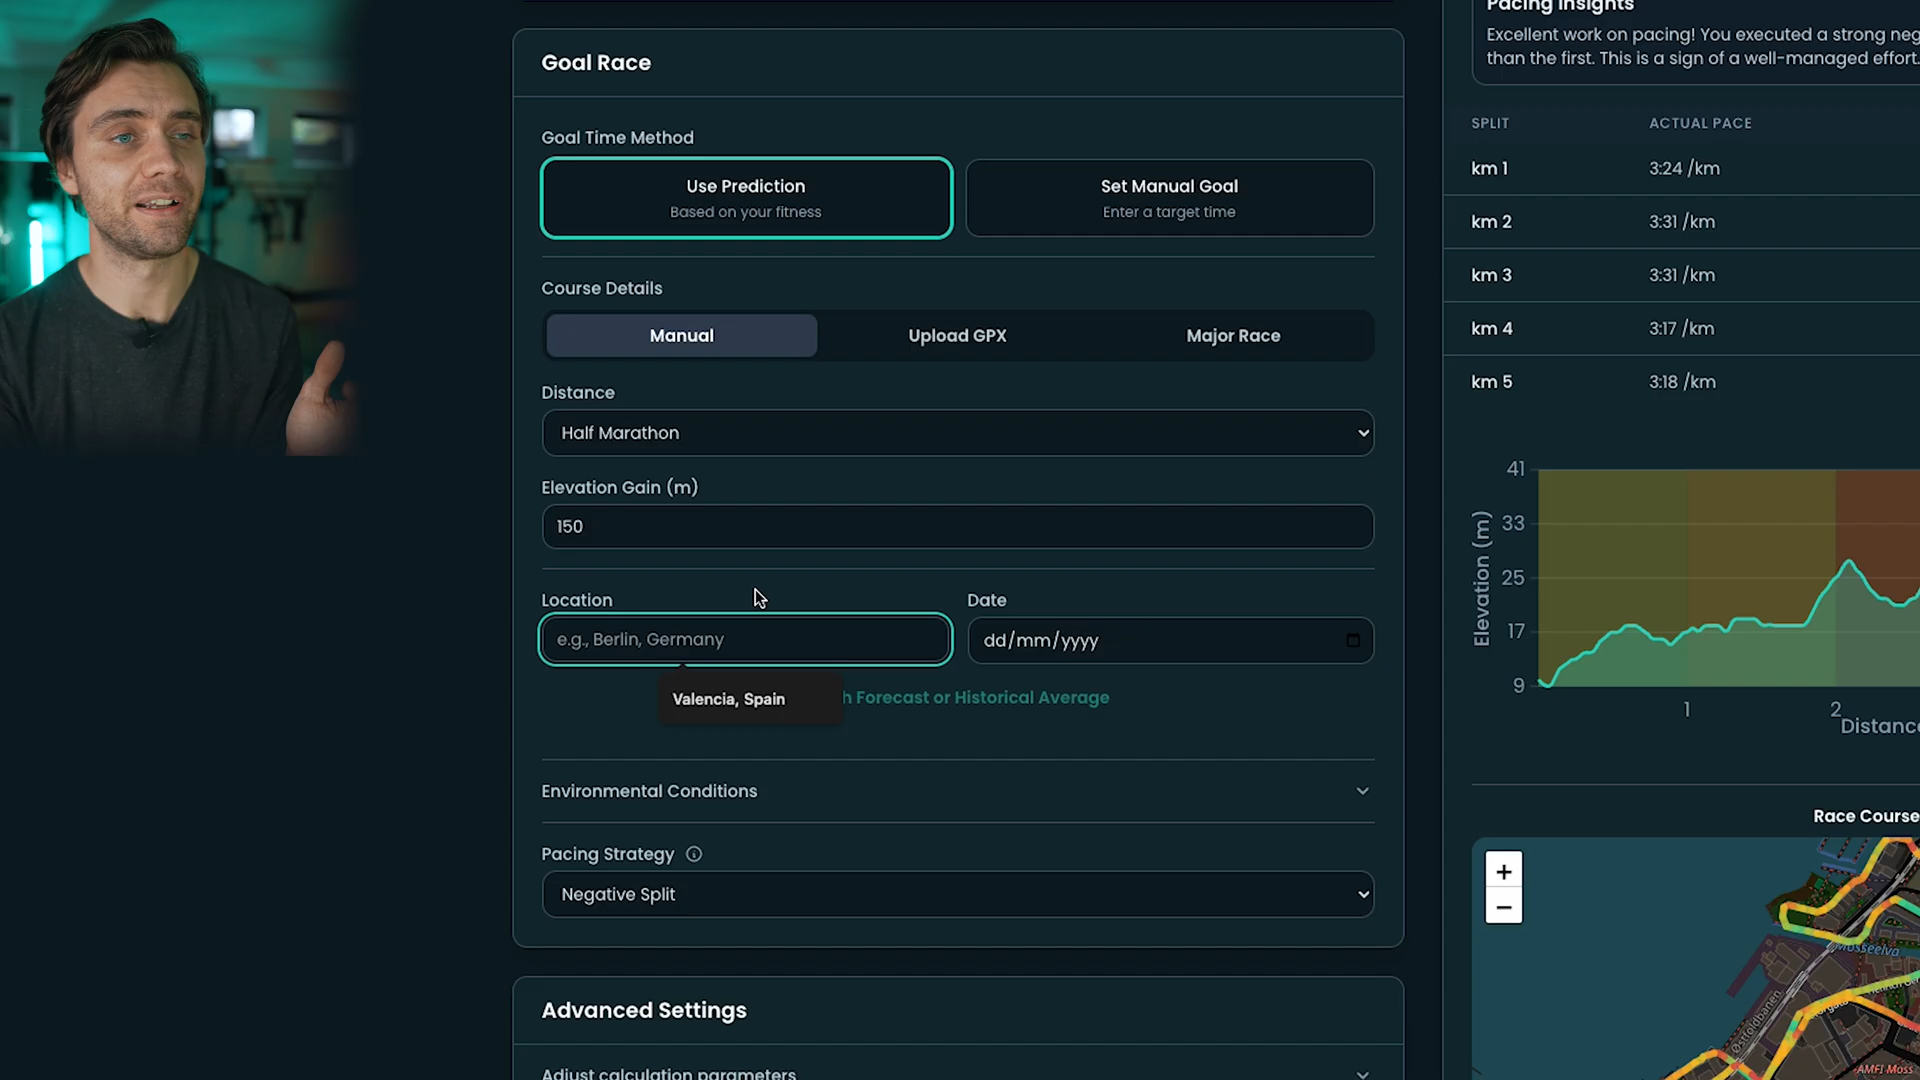 Goal Race
Goal Time Method
Use Prediction
Based on your fitness
Set Manual Goal
Enter a target time
Course Details
Manual
Upload GPX
Major Race
Distance
Half Marathon
Elevation Gain (m)
150
Location
e.g., Berlin, Germany
Date
dd/mm/yyyy
Valencia, Spain
h Forecast or Historical Average
Environmental Conditions
Pacing Strategy
Negative Split
Advanced Settings
Adjust calculation parameters
Pacing Insights
Excellent work on pacing! You executed a strong neg
than the first. This is a sign of a well-managed effort.
SPLIT ACTUAL PACE
km 1 3:24 /km
km 2 3:31 /km
km 3 3:31 /km
km 4 3:17 /km
km 5 3:18 /km
Elevation (m)
41
33
25
17
9
1
2
Distance
Race Course
+
−
Mosseelva
Østfoldbanen
AMFI Moss